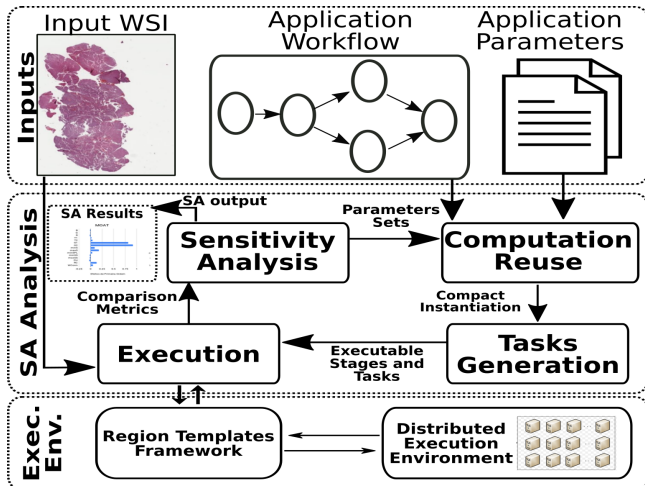 Input WSI
Application
Workflow
Application
Parameters
Inputs
SA Analysis
SA Results
MOAT
SA output
Sensitivity
Analysis
Parameters
Sets
Computation
Reuse
Comparison
Metrics
Compact
Instantiation
Execution
Executable
Stages and
Tasks
Tasks
Generation
Exec.
Env.
Region Templates
Framework
Distributed
Execution
Environment